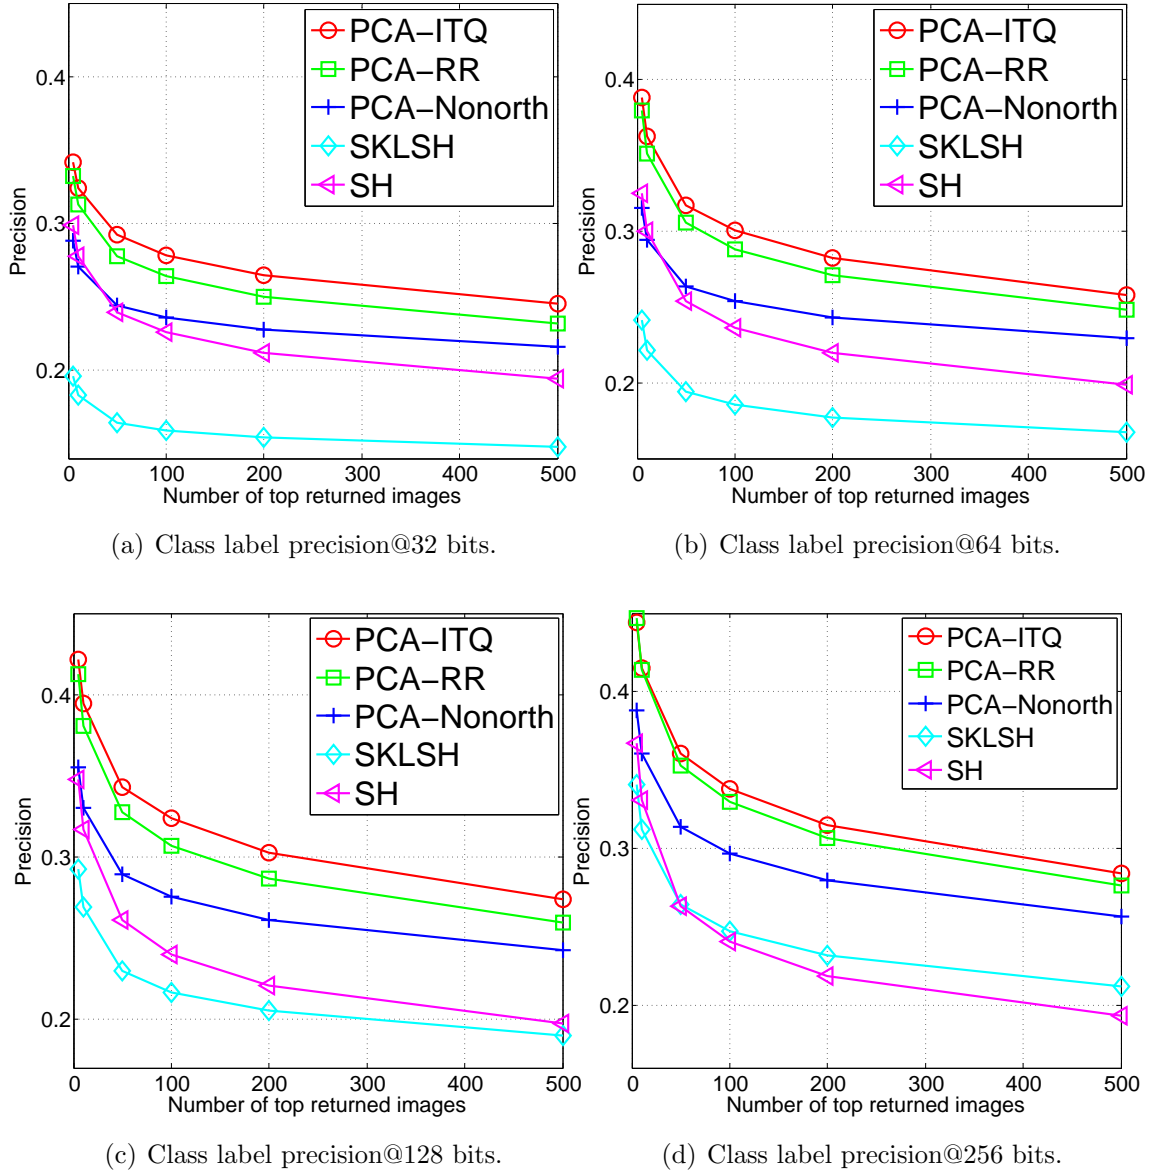 PCA−ITQ
PCA−RR
PCA−Nonorth
SKLSH
SH
0.4
0.3
0.2
Precision
0 100 200 300 400 500
Number of top returned images
(a) Class label precision@32 bits.
PCA−ITQ
PCA−RR
PCA−Nonorth
SKLSH
SH
0.4
0.3
0.2
Precision
0 100 200 300 400 500
Number of top returned images
(b) Class label precision@64 bits.
PCA−ITQ
PCA−RR
PCA−Nonorth
SKLSH
SH
0.4
0.3
0.2
Precision
0 100 200 300 400 500
Number of top returned images
(c) Class label precision@128 bits.
PCA−ITQ
PCA−RR
PCA−Nonorth
SKLSH
SH
0.4
0.3
0.2
Precision
0 100 200 300 400 500
Number of top returned images
(d) Class label precision@256 bits.